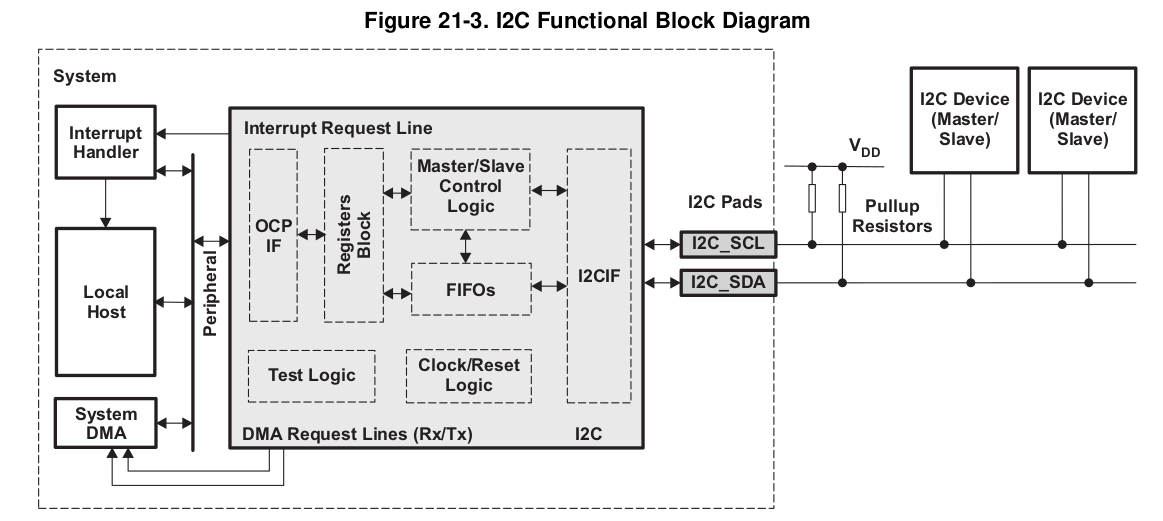 Figure 21-3. I2C Functional Block Diagram
System
Interrupt
Handler
Local
Host
System
DMA
Peripheral
Interrupt Request Line
OCP
IF
Registers
Block
Master/Slave
Control
Logic
FIFOs
I2CIF
Test Logic
Clock/Reset
Logic
DMA Request Lines (Rx/Tx)
I2C
I2C Pads
I2C_SCL
I2C_SDA
VDD
Pullup
Resistors
I2C Device
(Master/
Slave)
I2C Device
(Master/
Slave)